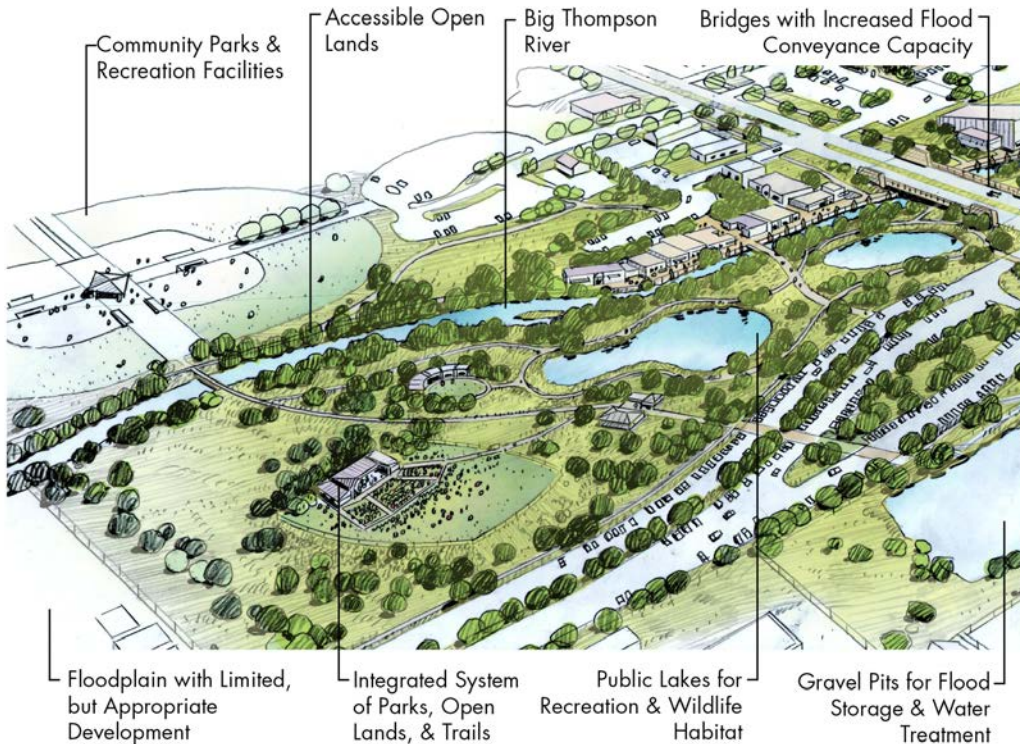 Community Parks &
Recreation Facilities
Accessible Open
Lands
Big Thompson
River
Bridges with Increased Flood
Conveyance Capacity
Floodplain with Limited,
but Appropriate
Development
Integrated System
of Parks, Open
Lands, & Trails
Public Lakes for
Recreation & Wildlife
Habitat
Gravel Pits for Flood
Storage & Water
Treatment